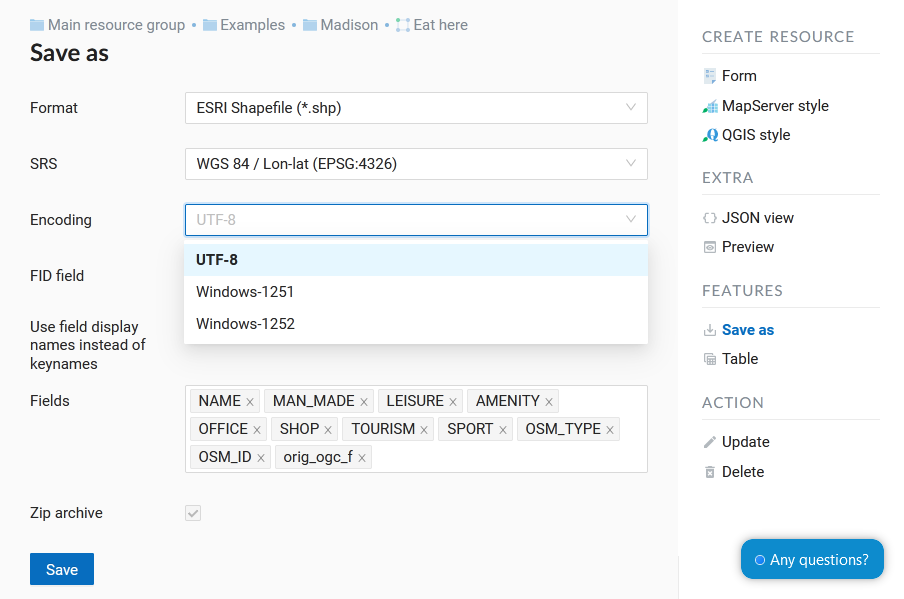 Main resource group • Examples • Madison • Eat here
Save as
Format
ESRI Shapefile (*.shp)
SRS
WGS 84 / Lon-lat (EPSG:4326)
Encoding
UTF-8
UTF-8
Windows-1251
Windows-1252
FID field
Use field display
names instead of
keynames
Fields
NAME × MAN_MADE × LEISURE × AMENITY ×
OFFICE × SHOP × TOURISM × SPORT × OSM_TYPE ×
OSM_ID × orig_ogc_f ×
Zip archive
Save
CREATE RESOURCE
Form
MapServer style
QGIS style
EXTRA
JSON view
Preview
FEATURES
Save as
Table
ACTION
Update
Delete
Any questions?